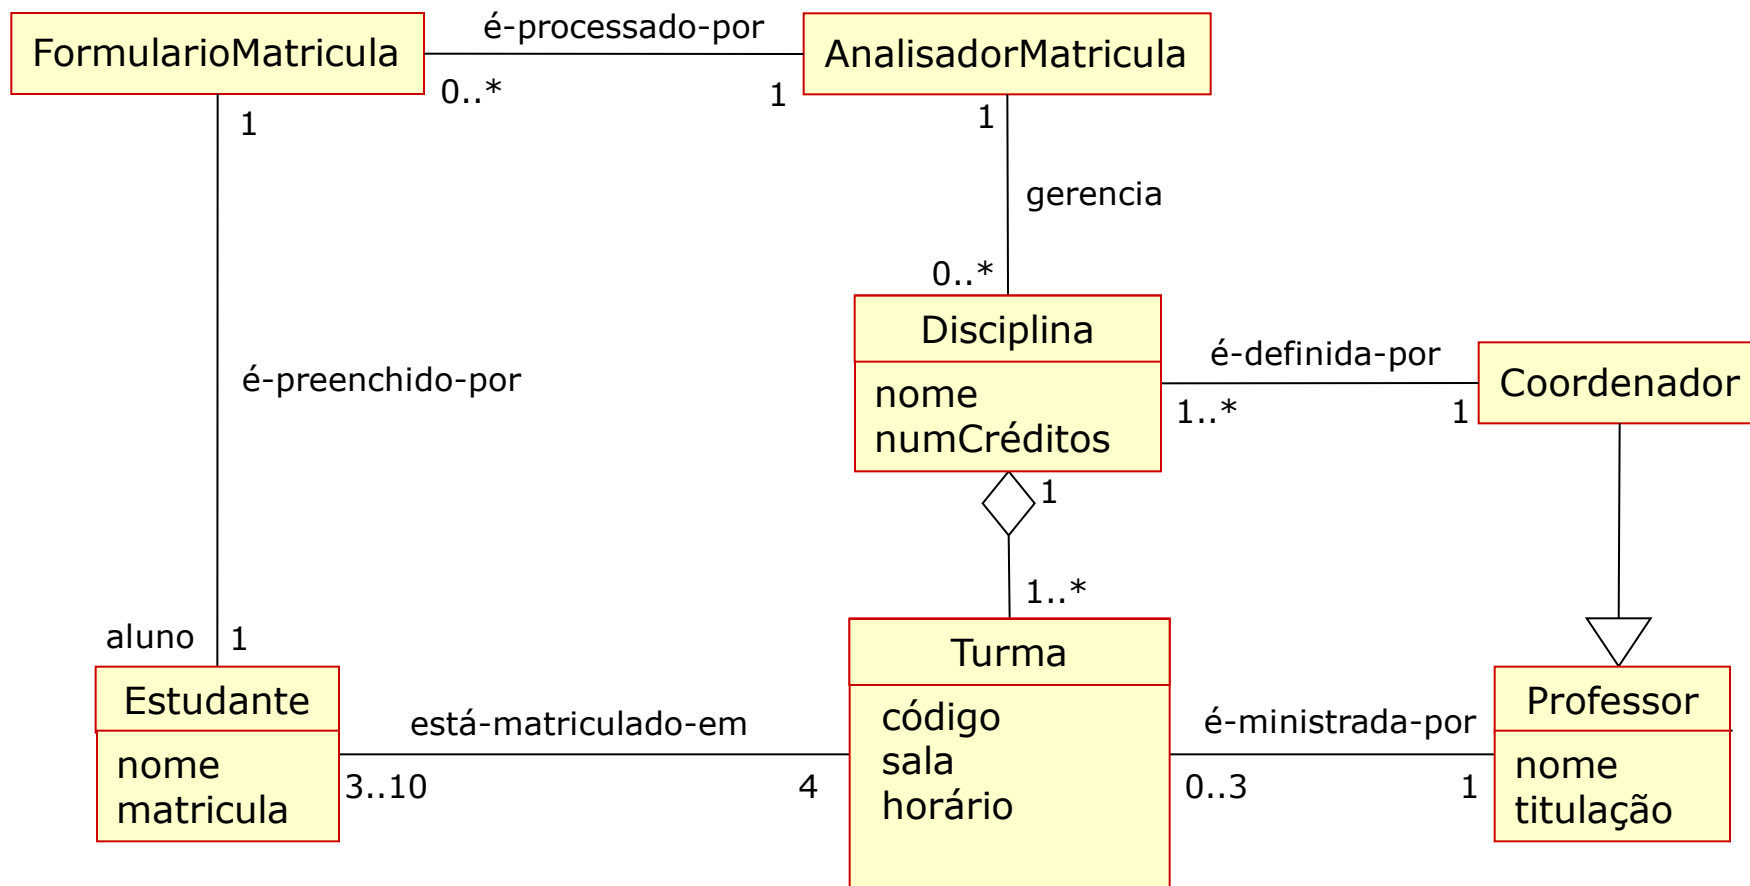 é-processado-por
FormularioMatricula
AnalisadorMatricula
0..*
1
1
1
gerencia
0..*
Disciplina
é-definida-por
Coordenador
é-preenchido-por
nome
1..*
1
numCréditos
1
1..*
aluno
1
Turma
Estudante
Professor
está-matriculado-em
código
é-ministrada-por
nome
sala
nome
3..10
4
horário
0..3
1
matricula
titulação